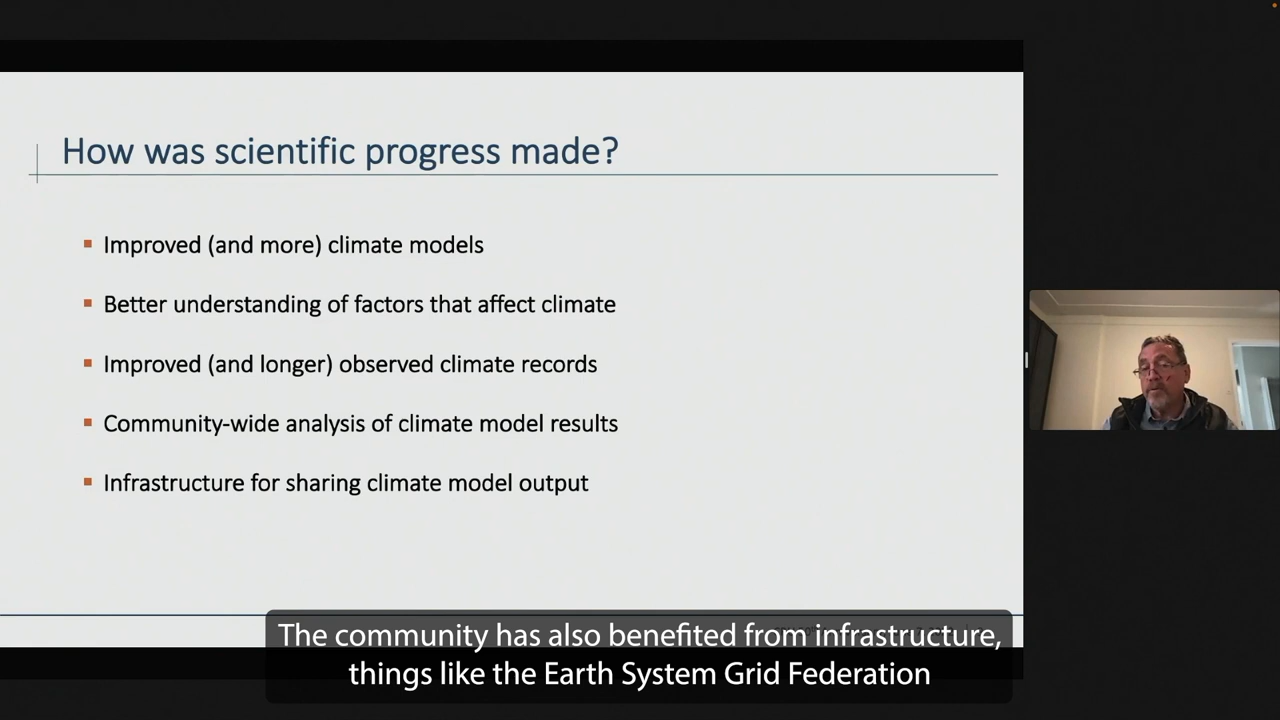 How was scientific progress made?
Improved (and more) climate models
Better understanding of factors that affect climate
Improved (and longer) observed climate records
Community-wide analysis of climate model results
Infrastructure for sharing climate model output
The community has also benefited from infrastructure,
things like the Earth System Grid Federation